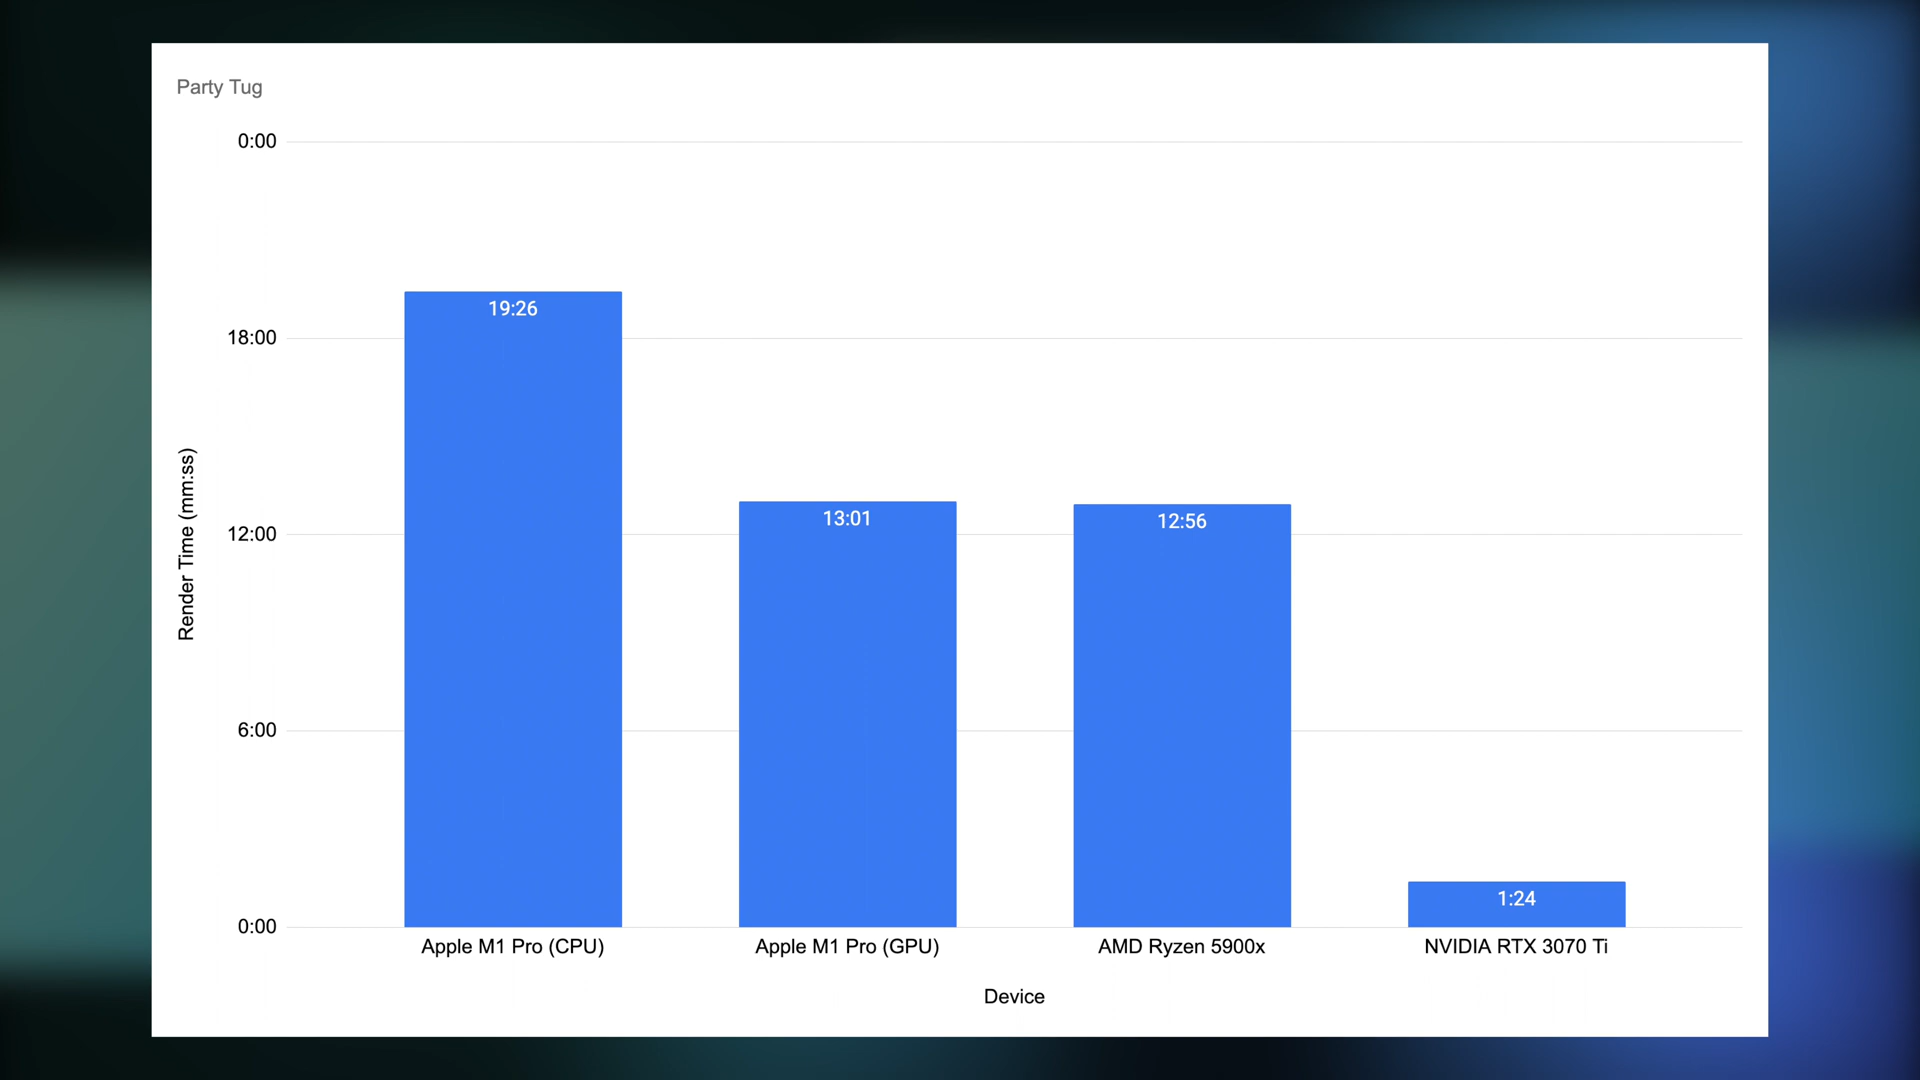 Party Tug
0:00
18:00
12:00
6:00
0:00
Render Time (mm:ss)
19:26
13:01
12:56
1:24
Apple M1 Pro (CPU)
Apple M1 Pro (GPU)
AMD Ryzen 5900x
NVIDIA RTX 3070 Ti
Device